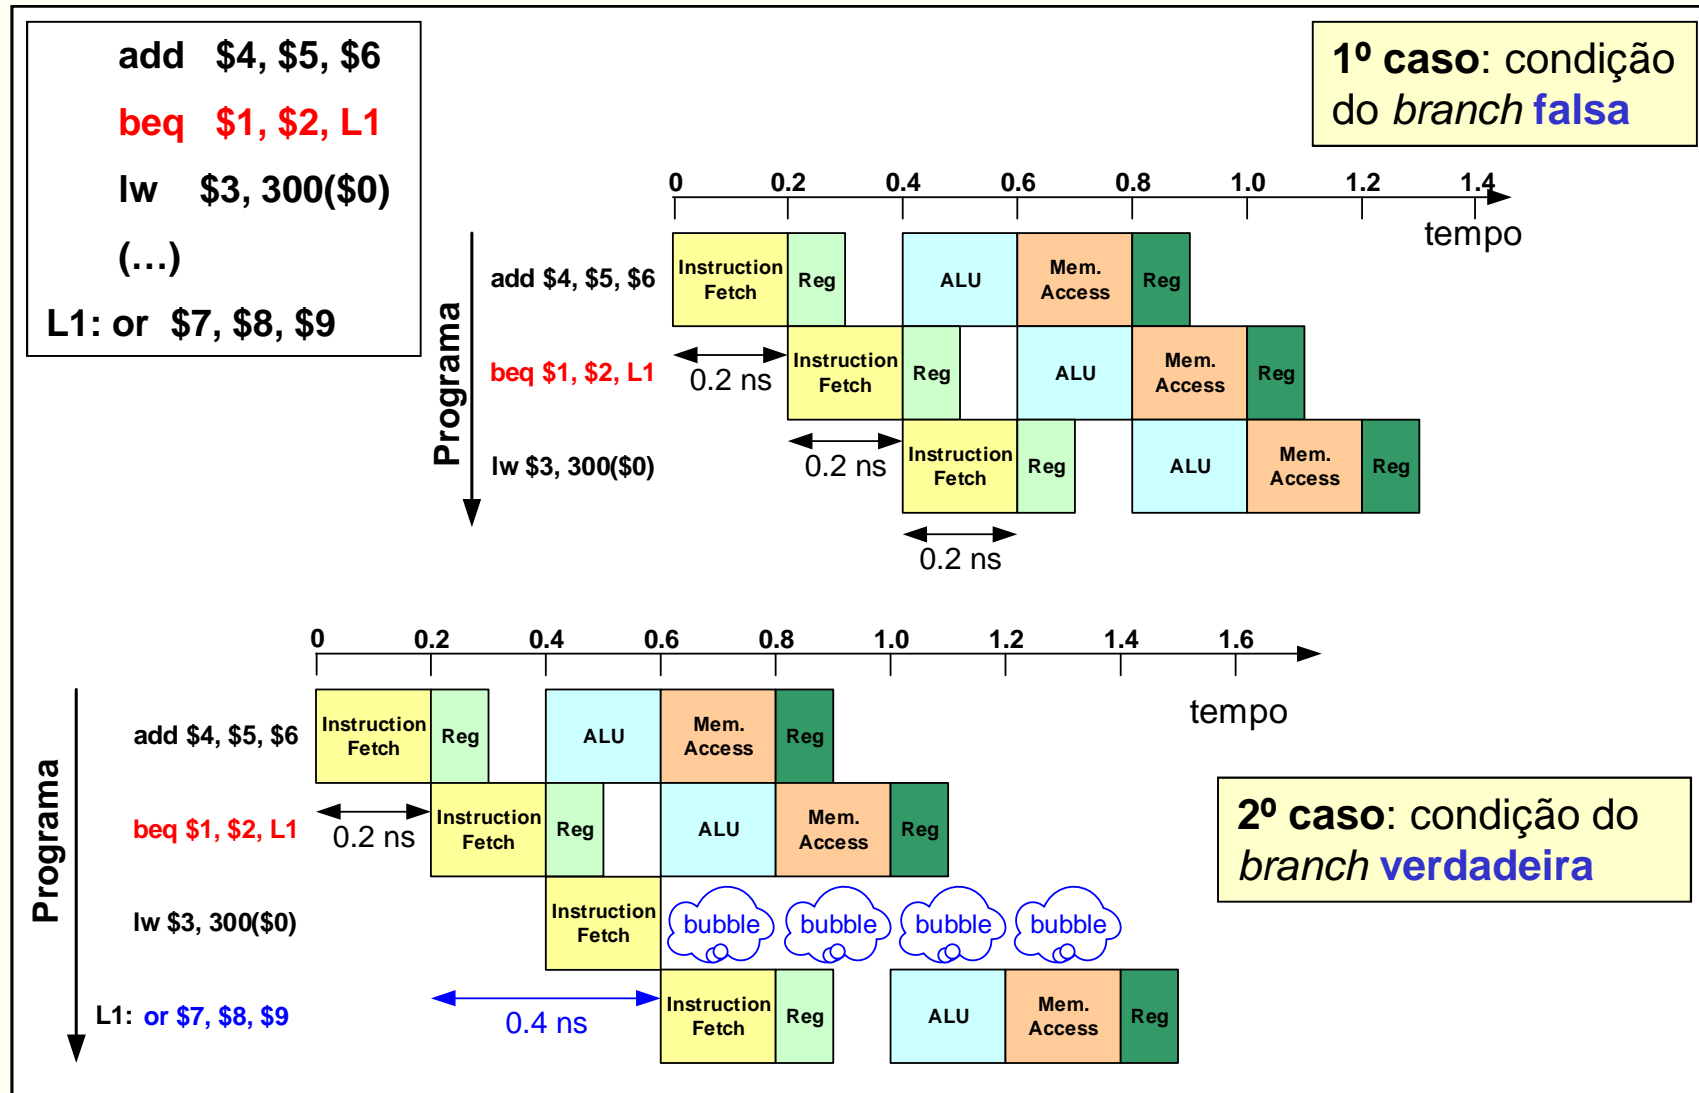 add $4, $5, $6
beq $1, $2, L1
lw $3, 300($0)
(...)
L1: or $7, $8, $9
1º caso: condição
do branch falsa
0 0.2 0.4 0.6 0.8 1.0 1.2 1.4
tempo
Programa
add $4, $5, $6
Instruction
Fetch
Reg
ALU
Mem.
Access
Reg
0.2 ns
beq $1, $2, L1
Instruction
Fetch
Reg
ALU
Mem.
Access
Reg
0.2 ns
lw $3, 300($0)
Instruction
Fetch
Reg
ALU
Mem.
Access
Reg
0.2 ns
0 0.2 0.4 0.6 0.8 1.0 1.2 1.4 1.6
tempo
Programa
add $4, $5, $6
Instruction
Fetch
Reg
ALU
Mem.
Access
Reg
0.2 ns
beq $1, $2, L1
Instruction
Fetch
Reg
ALU
Mem.
Access
Reg
2º caso: condição do
branch verdadeira
lw $3, 300($0)
Instruction
Fetch
bubble
bubble
bubble
bubble
L1: or $7, $8, $9
0.4 ns
Instruction
Fetch
Reg
ALU
Mem.
Access
Reg